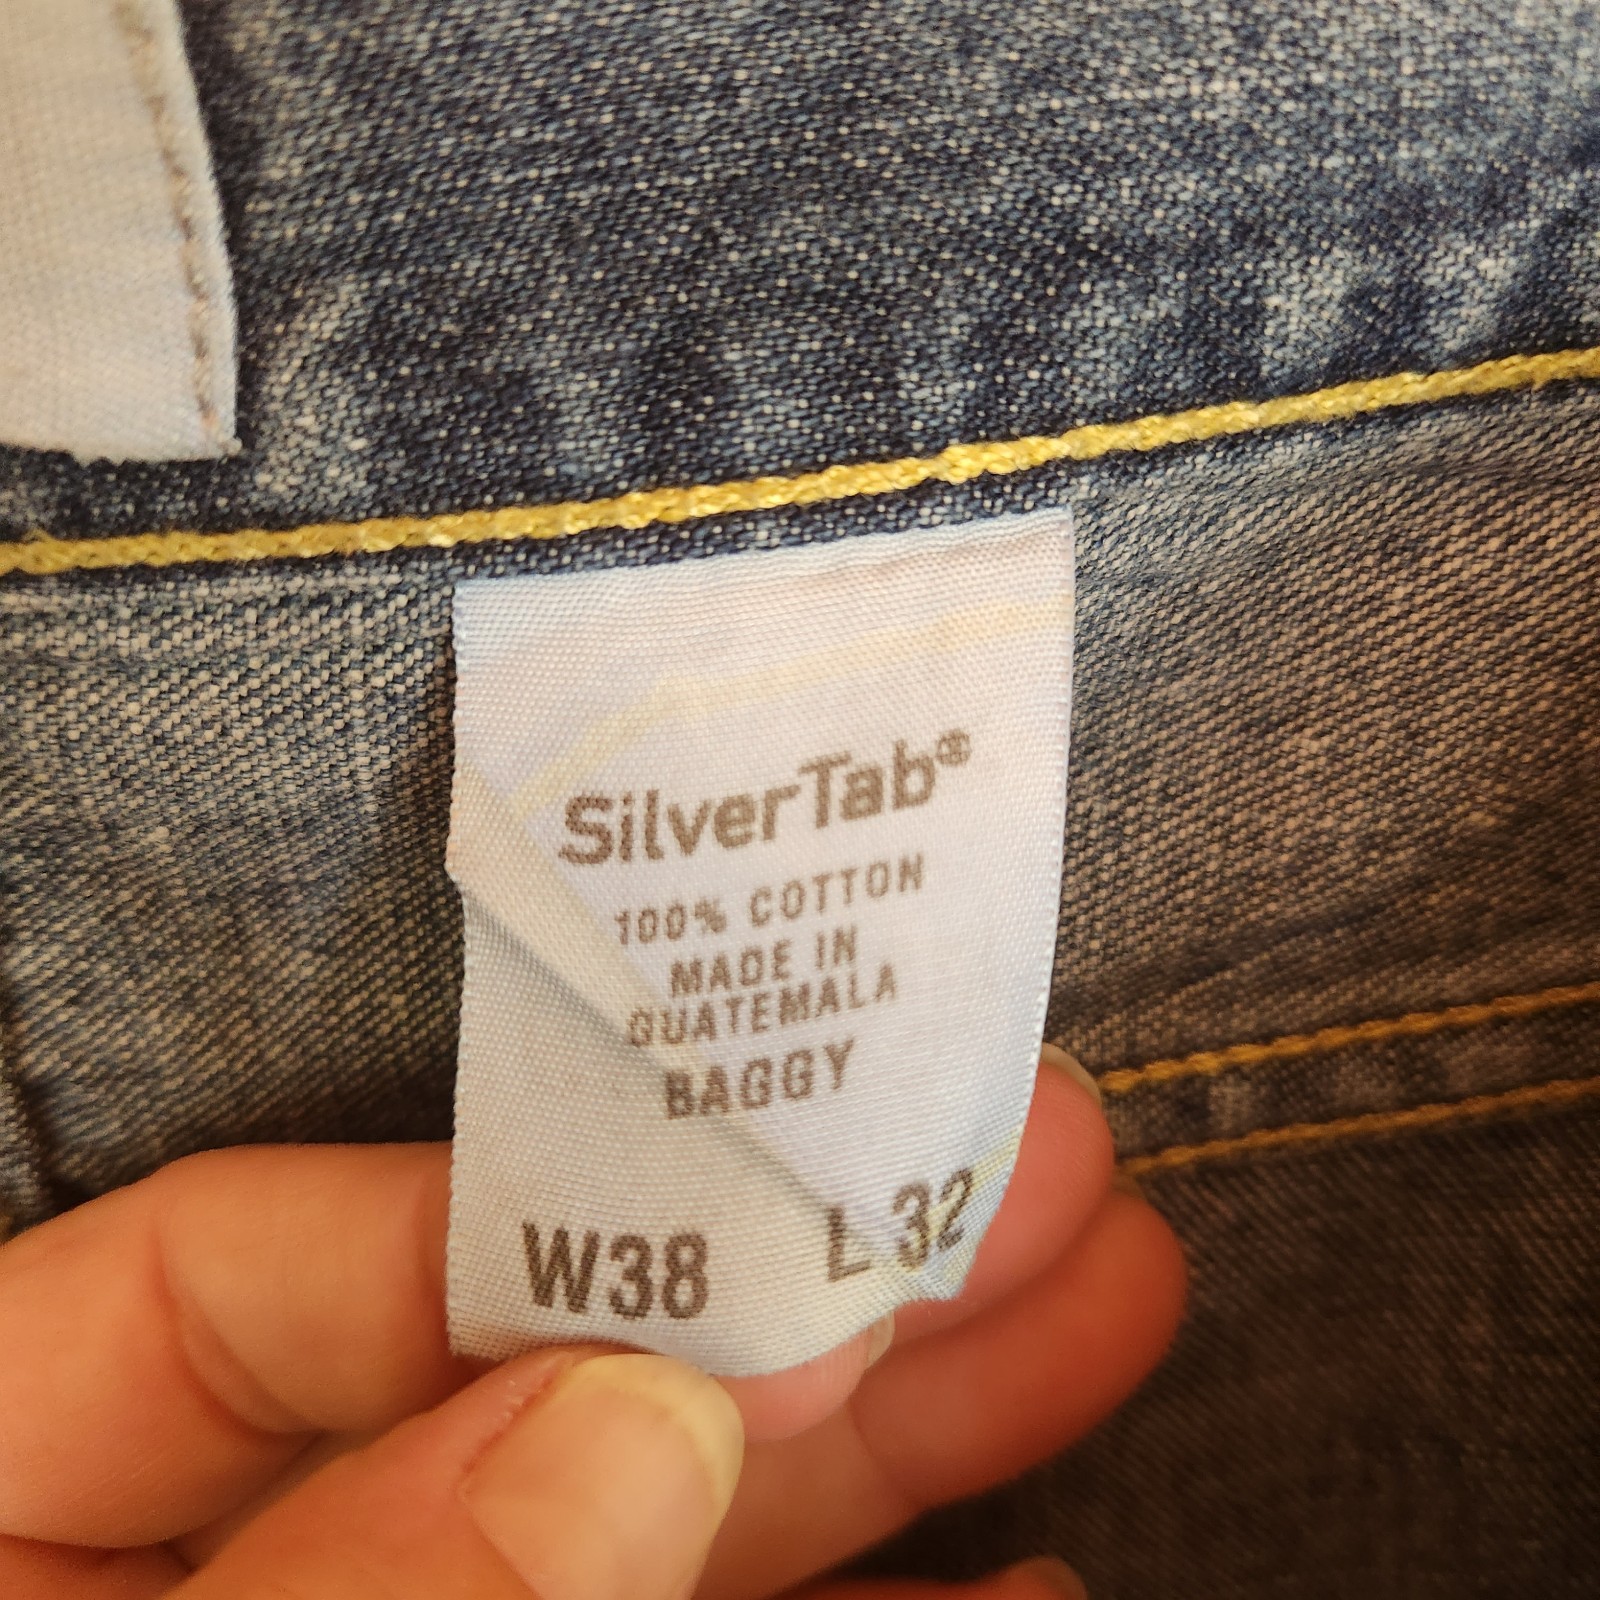 SilverTab®
100% COTTON
MADE IN
GUATEMALA
BAGGY
W38 L 32